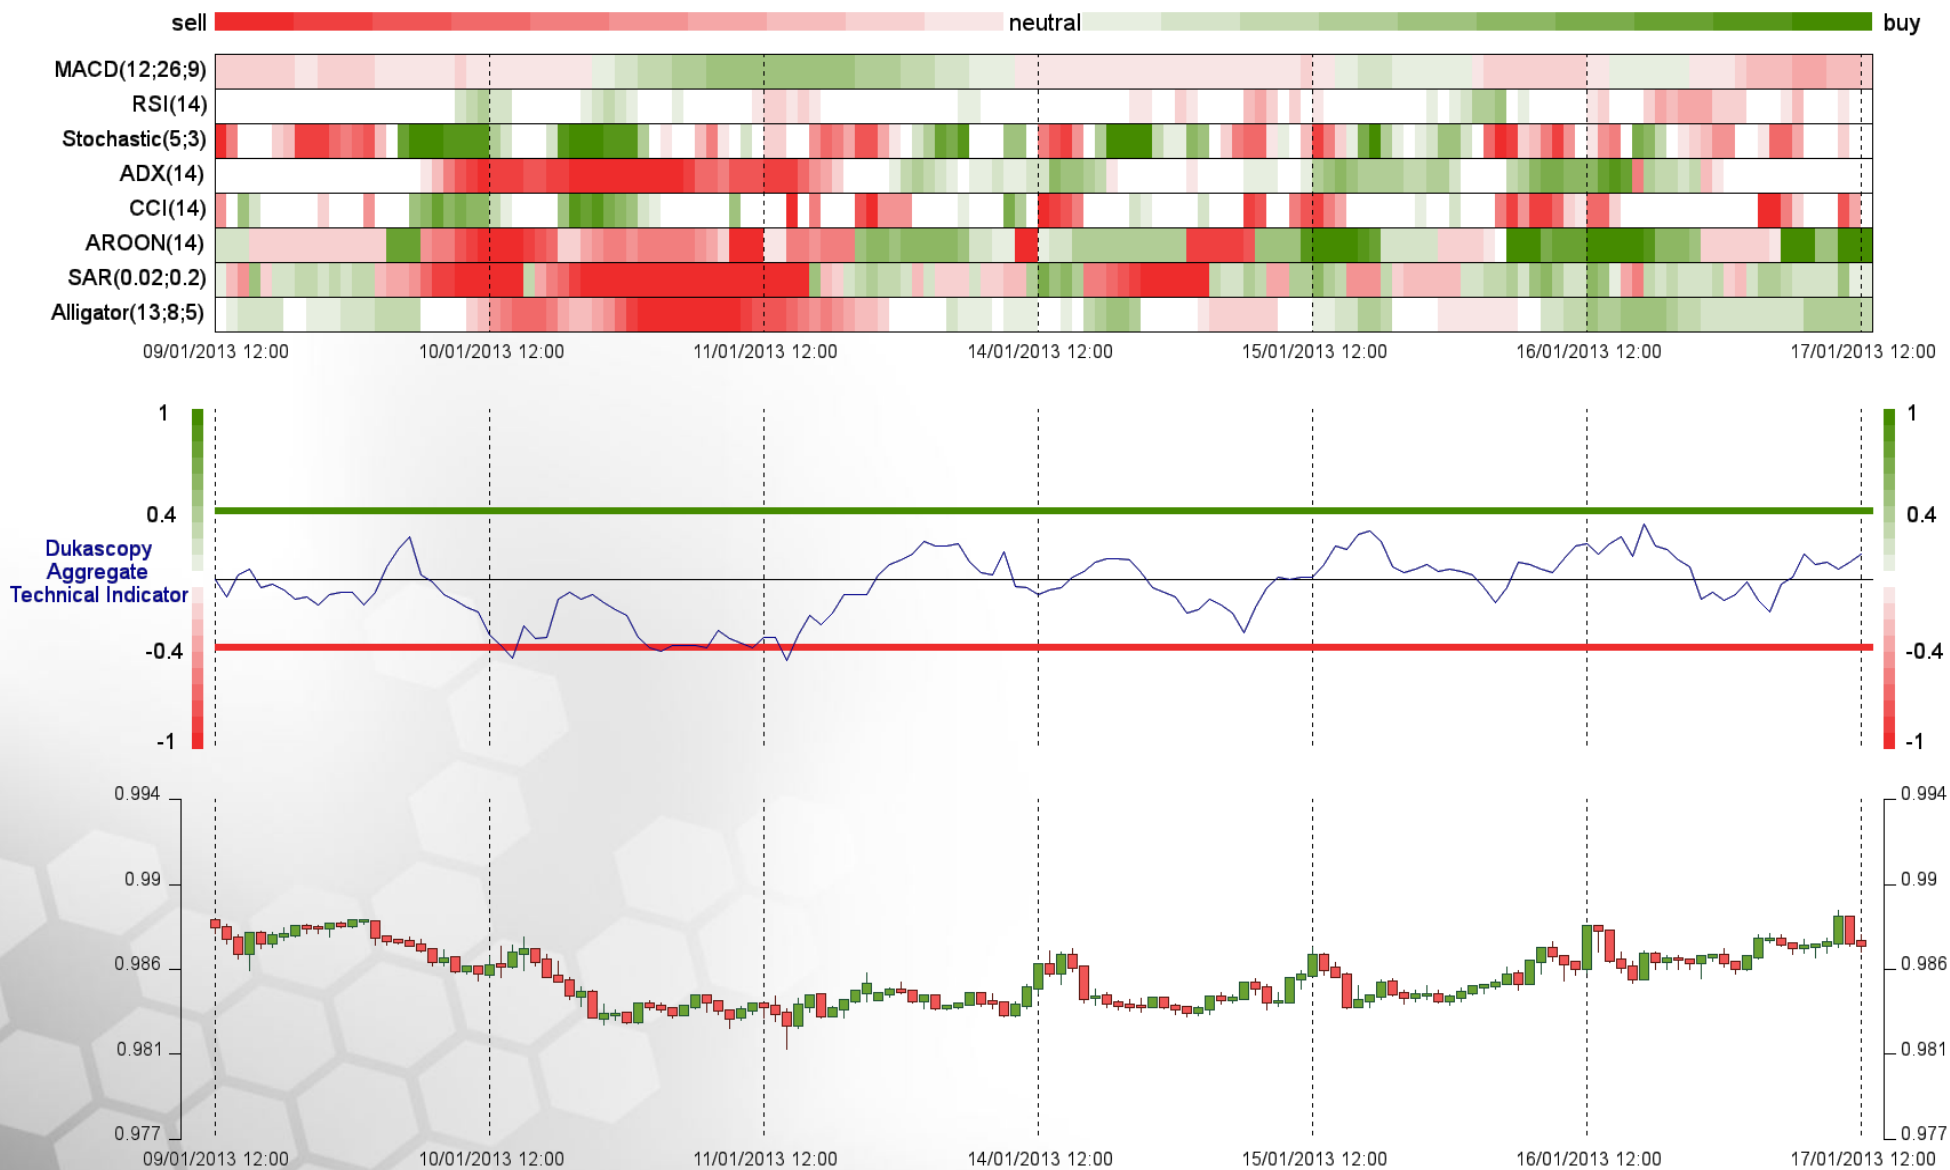 sell neutral buy
MACD(12;26;9)
RSI(14)
Stochastic(5;3)
ADX(14)
CCI(14)
AROON(14)
SAR(0.02;0.2)
Alligator(13;8;5)
09/01/2013 12:00 10/01/2013 12:00 11/01/2013 12:00 14/01/2013 12:00 15/01/2013 12:00 16/01/2013 12:00 17/01/2013 12:00
1 1
0.4 0.4
Dukascopy
Aggregate
Technical Indicator
-0.4 -0.4
-1 -1
0.994 0.994
0.99 0.99
0.986 0.986
0.981 0.981
0.977 0.977
09/01/2013 12:00 10/01/2013 12:00 11/01/2013 12:00 14/01/2013 12:00 15/01/2013 12:00 16/01/2013 12:00 17/01/2013 12:00